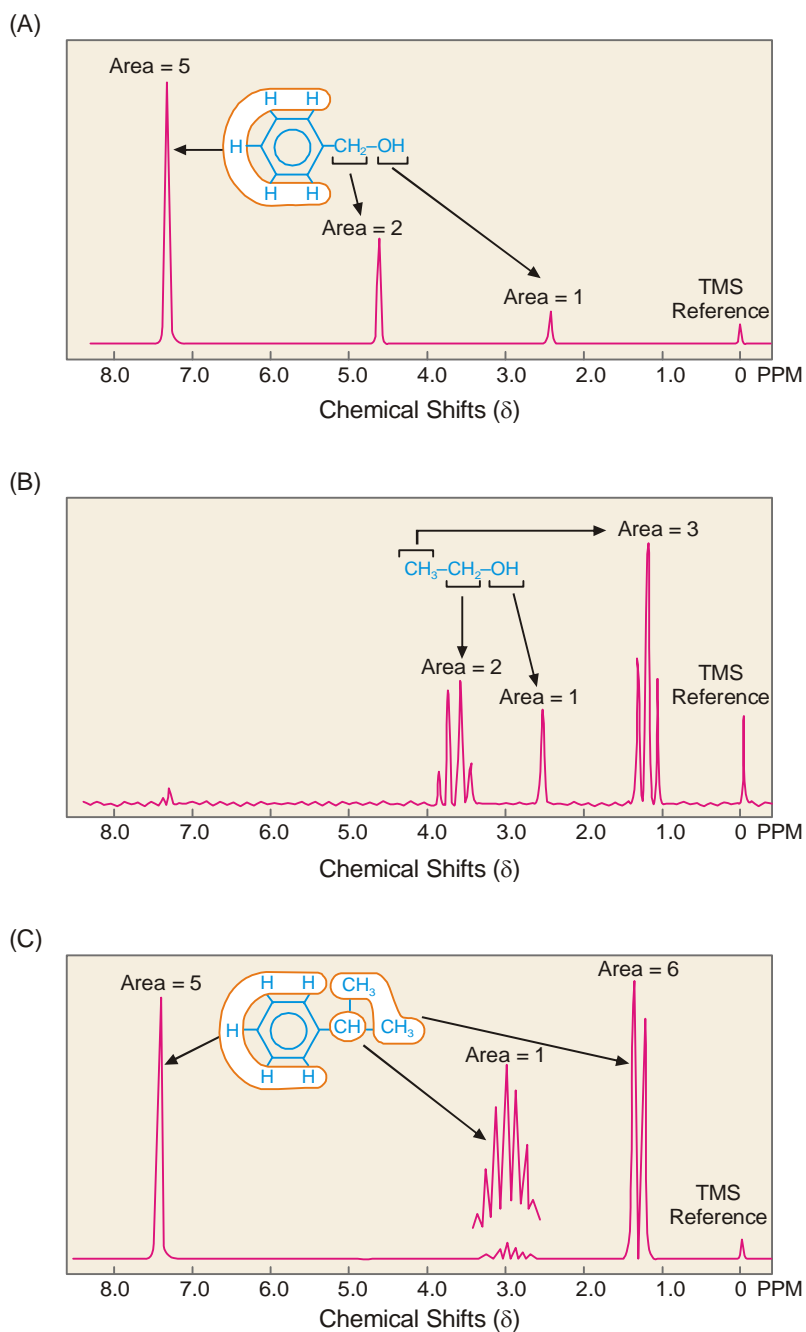 (A)
Area = 5
H H
H CH₂–OH
H H
Area = 2
Area = 1
TMS
Reference
8.0 7.0 6.0 5.0 4.0 3.0 2.0 1.0 0 PPM
Chemical Shifts (δ)
(B)
Area = 3
CH₃–CH₂–OH
Area = 2
Area = 1
TMS
Reference
8.0 7.0 6.0 5.0 4.0 3.0 2.0 1.0 0 PPM
Chemical Shifts (δ)
(C)
Area = 5
Area = 6
H H CH₃
H CH CH₃
H H
Area = 1
TMS
Reference
8.0 7.0 6.0 5.0 4.0 3.0 2.0 1.0 0 PPM
Chemical Shifts (δ)